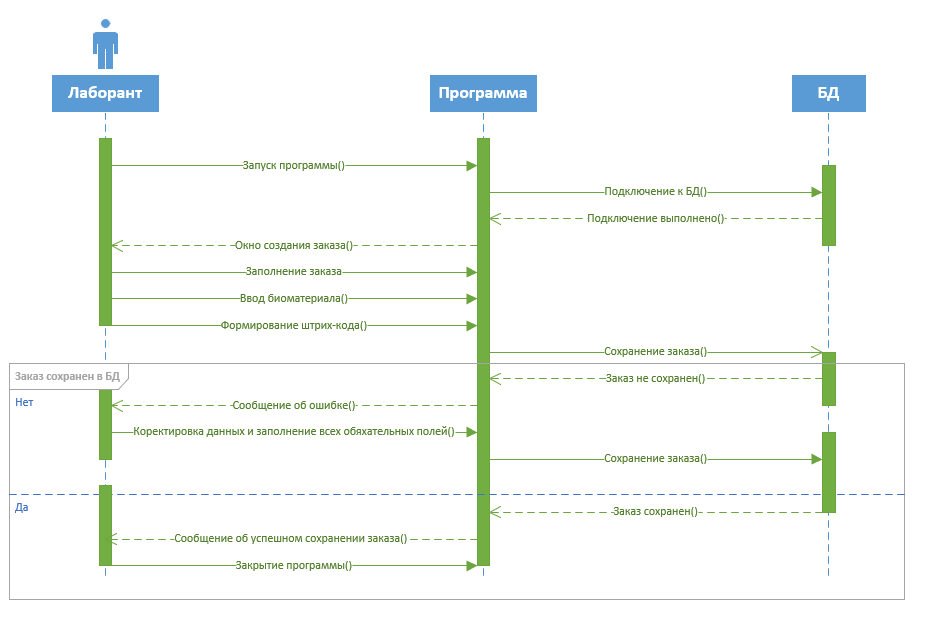 Лаборант
Программа
БД
Запуск программы()
Подключение к БД()
Подключение выполнено()
Окно создания заказа()
Заполнение заказа
Ввод биоматериала()
Формирование штрих-кода()
Сохранение заказа()
Заказ сохранен в БД
Заказ не сохранен()
Нет
Сообщение об ошибке()
Коректировка данных и заполнение всех обяхательных полей()
Сохранение заказа()
Да
Заказ сохранен()
Сообщение об успешном сохранении заказа()
Закрытие программы()